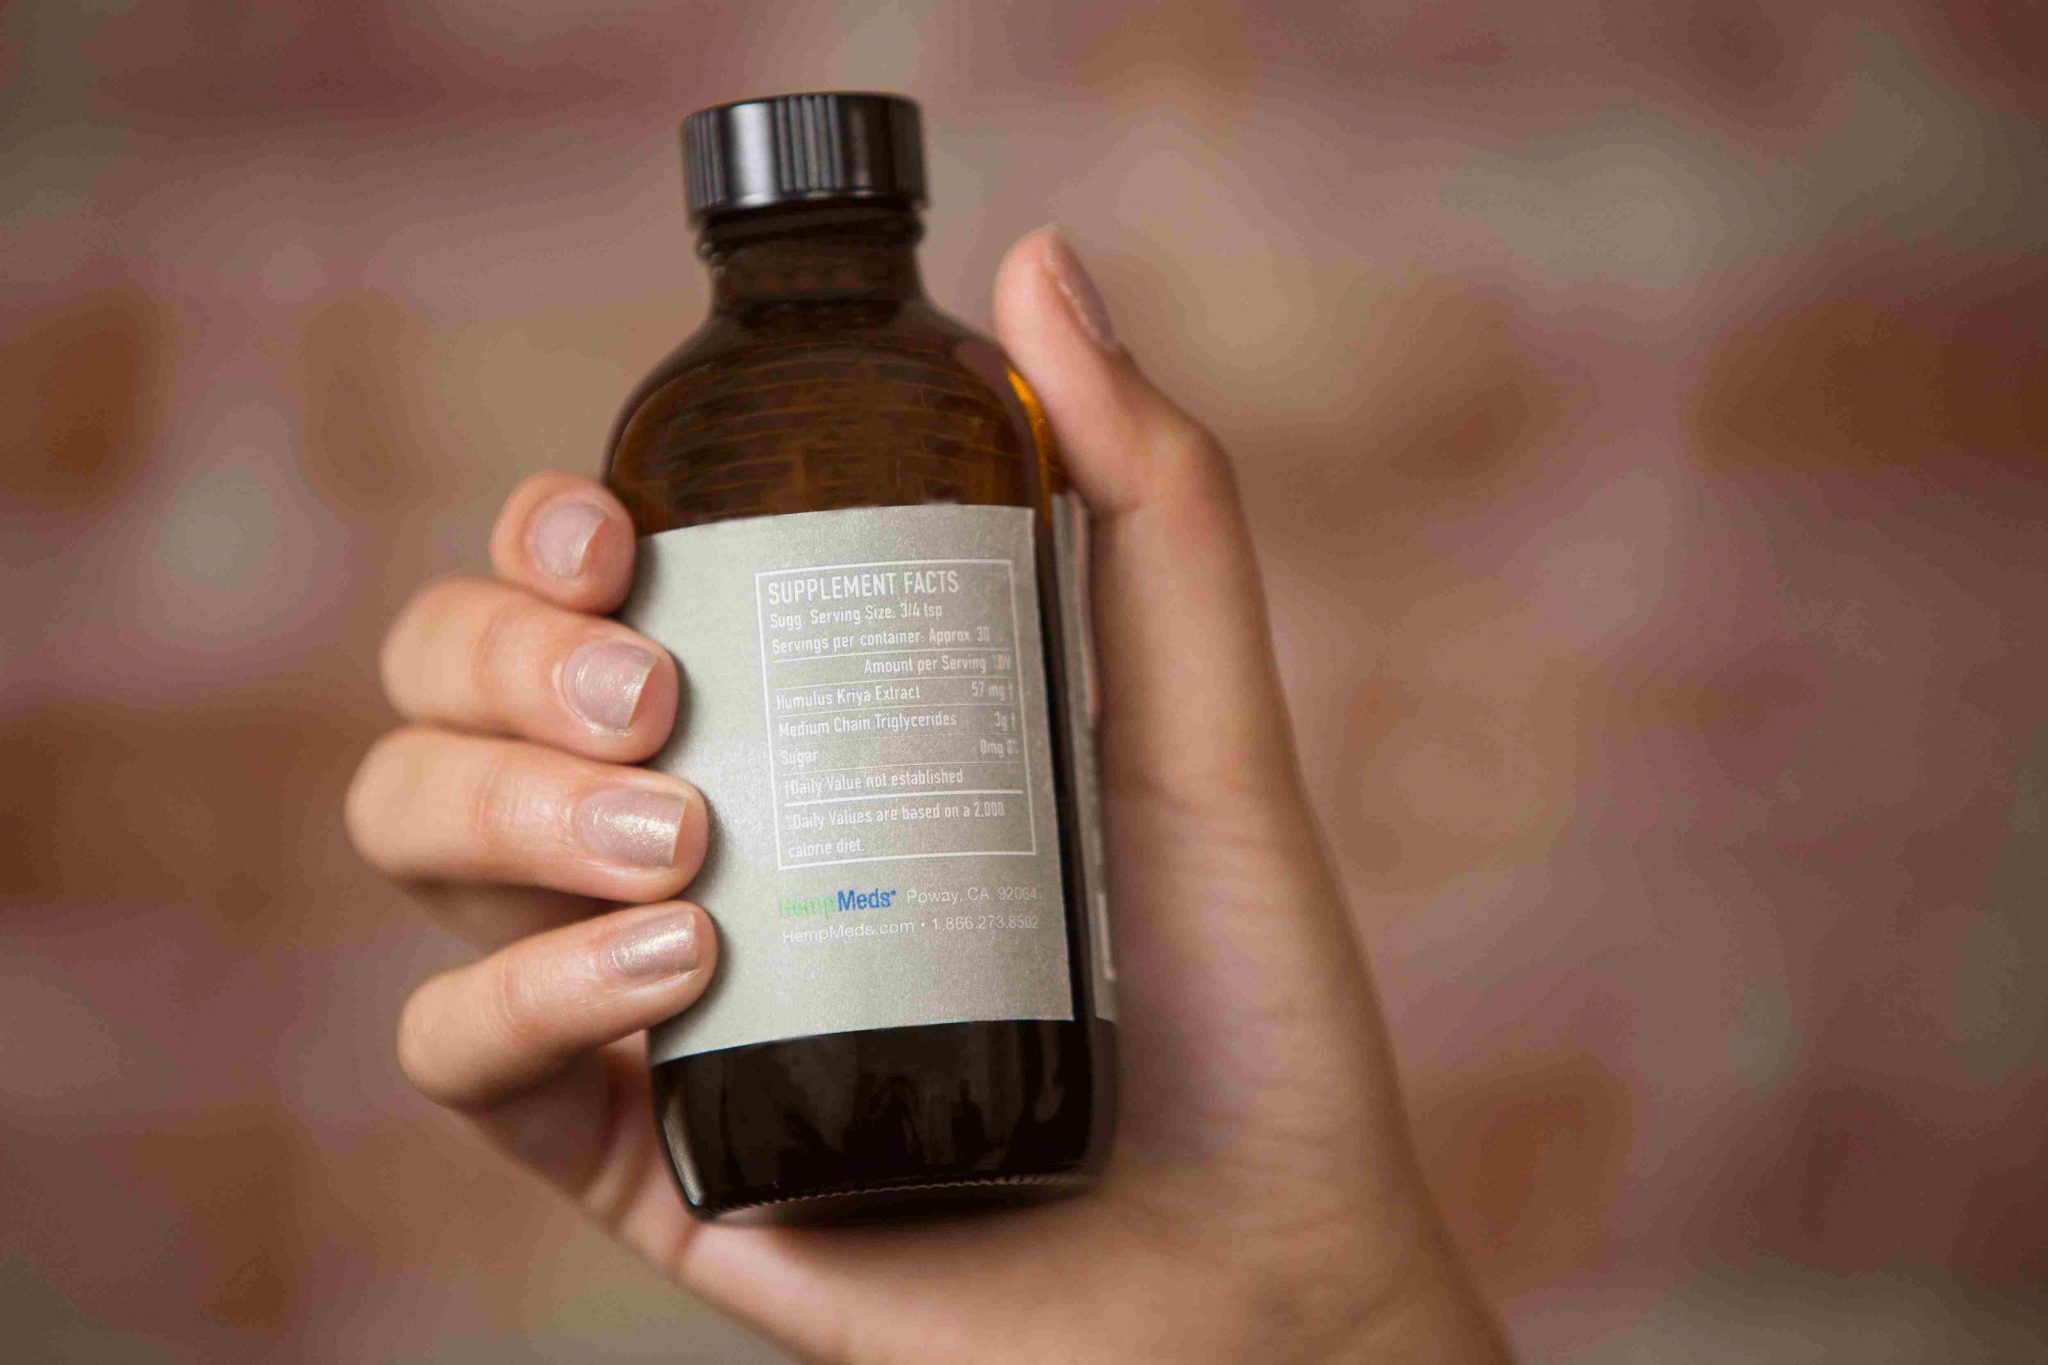 SUPPLEMENT FACTS
Sugg. Serving Size: 3/4 tsp
Servings per container: Approx. 30
Amount per Serving %DV
Humulus Kriya Extract 57 mg †
Medium Chain Triglycerides 3g †
Sugar 0mg 0%
†Daily Value not established
%Daily Values are based on a 2,000
calorie diet.
HempMeds* Poway, CA, 92064
HempMeds.com • 1.866.273.8502